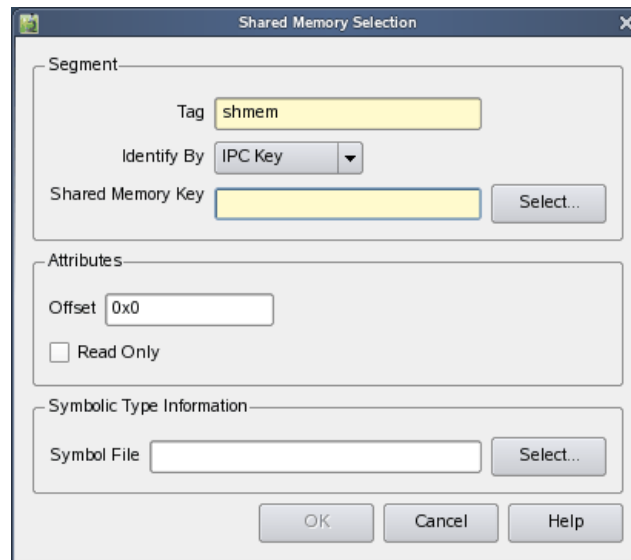 Shared Memory Selection
Segment
Tag shmem
Identify By IPC Key
Shared Memory Key Select...
Attributes
Offset 0x0
Read Only
Symbolic Type Information
Symbol File Select...
OK Cancel Help